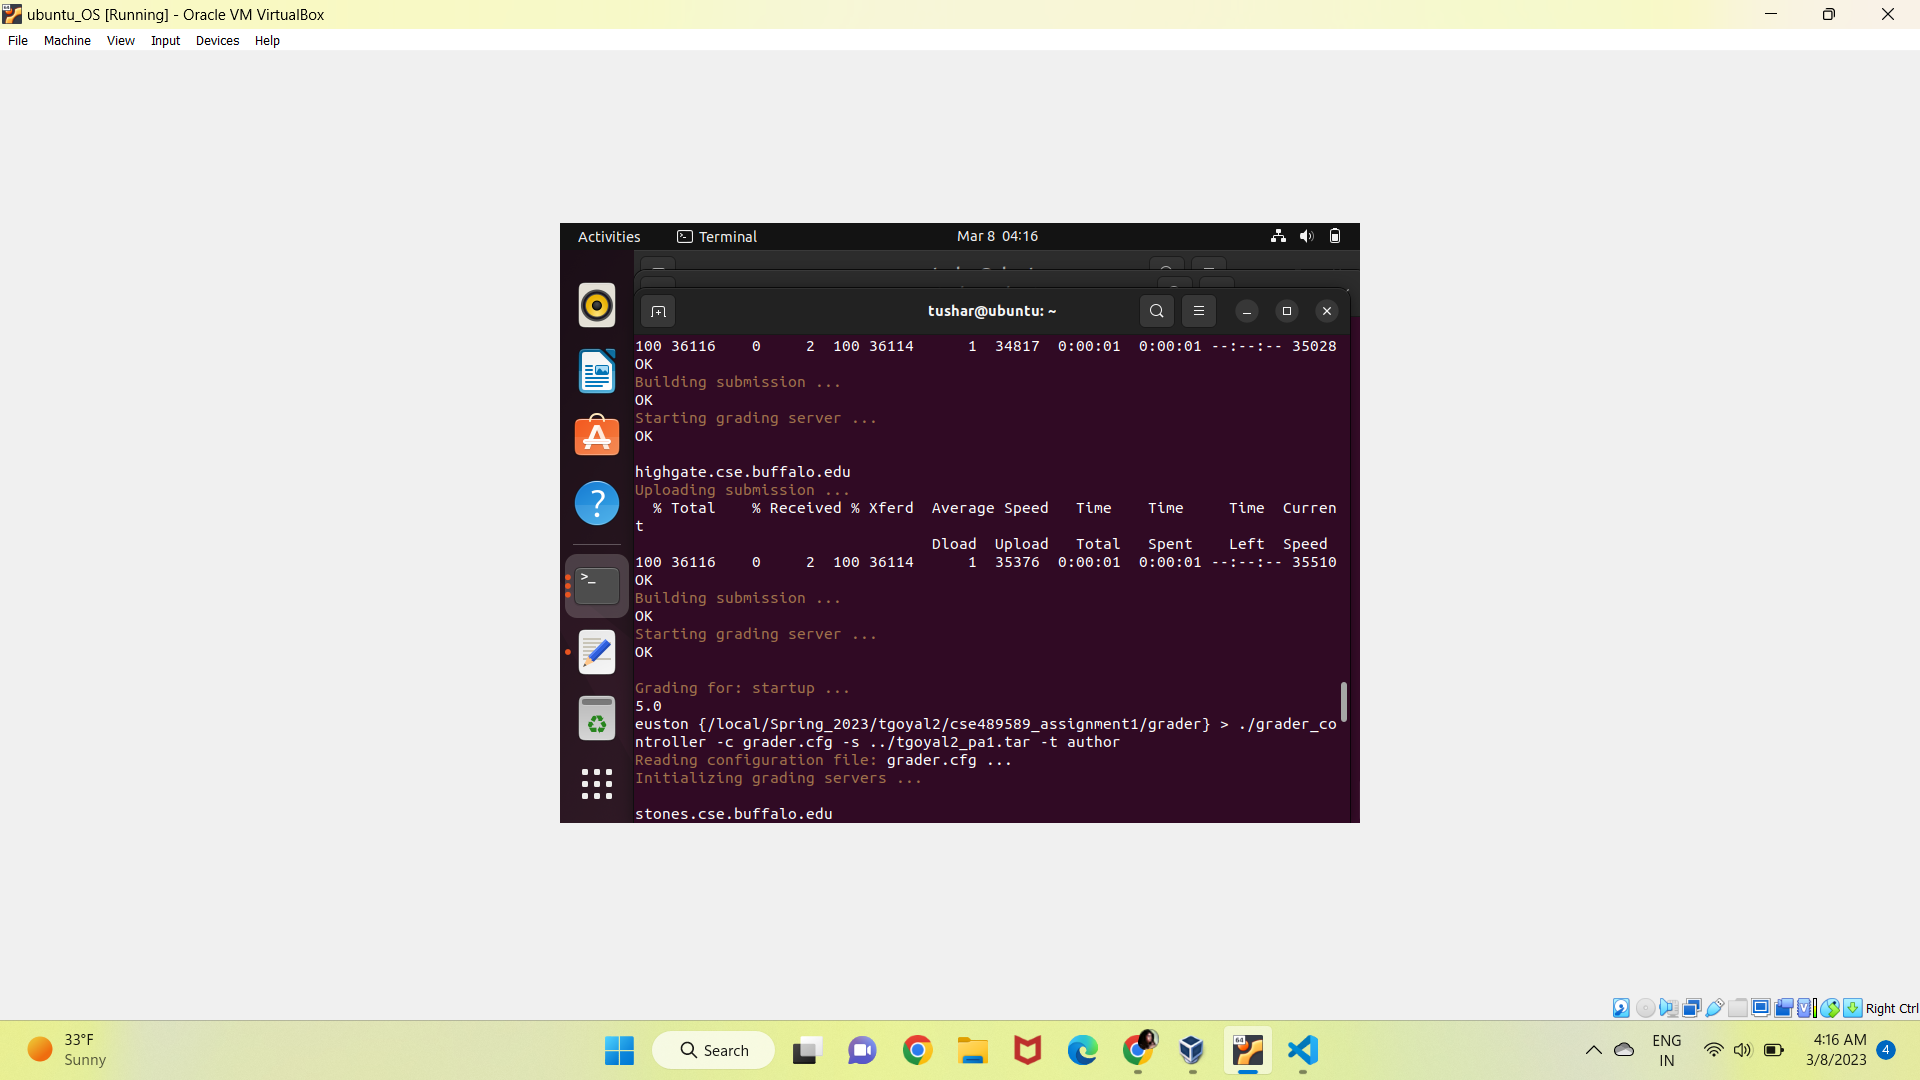 ubuntu_OS [Running] - Oracle VM VirtualBox
File Machine View Input Devices Help
Activities Terminal Mar 8 04:16
tushar@ubuntu: ~
100 36116 0 2 100 36114 1 34817 0:00:01 0:00:01 --:--:-- 35028
OK
Building submission ...
OK
Starting grading server ...
OK
highgate.cse.buffalo.edu
Uploading submission ...
% Total % Received % Xferd Average Speed Time Time Time Curren
t
Dload Upload Total Spent Left Speed
100 36116 0 2 100 36114 1 35376 0:00:01 0:00:01 --:--:-- 35510
OK
Building submission ...
OK
Starting grading server ...
OK
Grading for: startup ...
5.0
euston {/local/Spring_2023/tgoyal2/cse489589_assignment1/grader} > ./grader_co
ntroller -c grader.cfg -s ../tgoyal2_pa1.tar -t author
Reading configuration file: grader.cfg ...
Initializing grading servers ...
stones.cse.buffalo.edu
Right Ctrl
33°F
Sunny
Search
ENG
IN
4:16 AM
3/8/2023
4